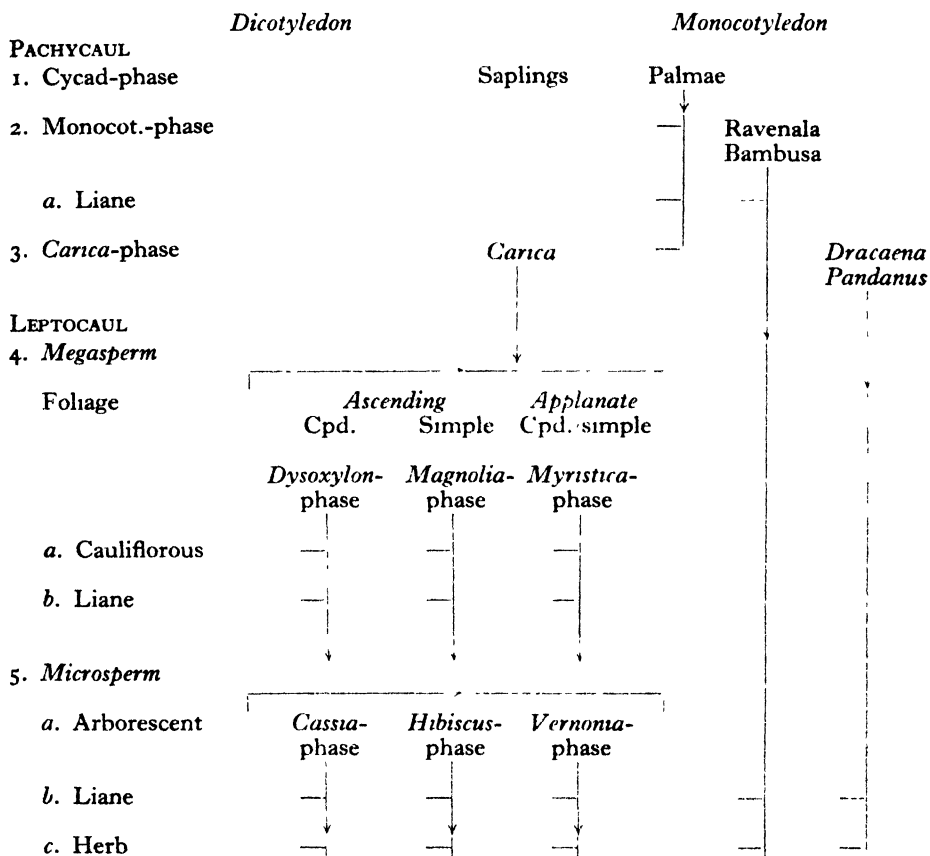 Dicotyledon Monocotyledon
PACHYCAUL
1. Cycad-phase Saplings Palmae
2. Monocot.-phase Ravenala
Bambusa
a. Liane
3. Carica-phase Carica Dracaena
Pandanus
LEPTOCAUL
4. Megasperm
Foliage Ascending Applanate
Cpd. Simple Cpd. simple
Dysoxylon- Magnolia- Myristica-
phase phase phase
a. Cauliflorous
b. Liane
5. Microsperm
a. Arborescent Cassia- Hibiscus- Vernonia-
phase phase phase
b. Liane
c. Herb